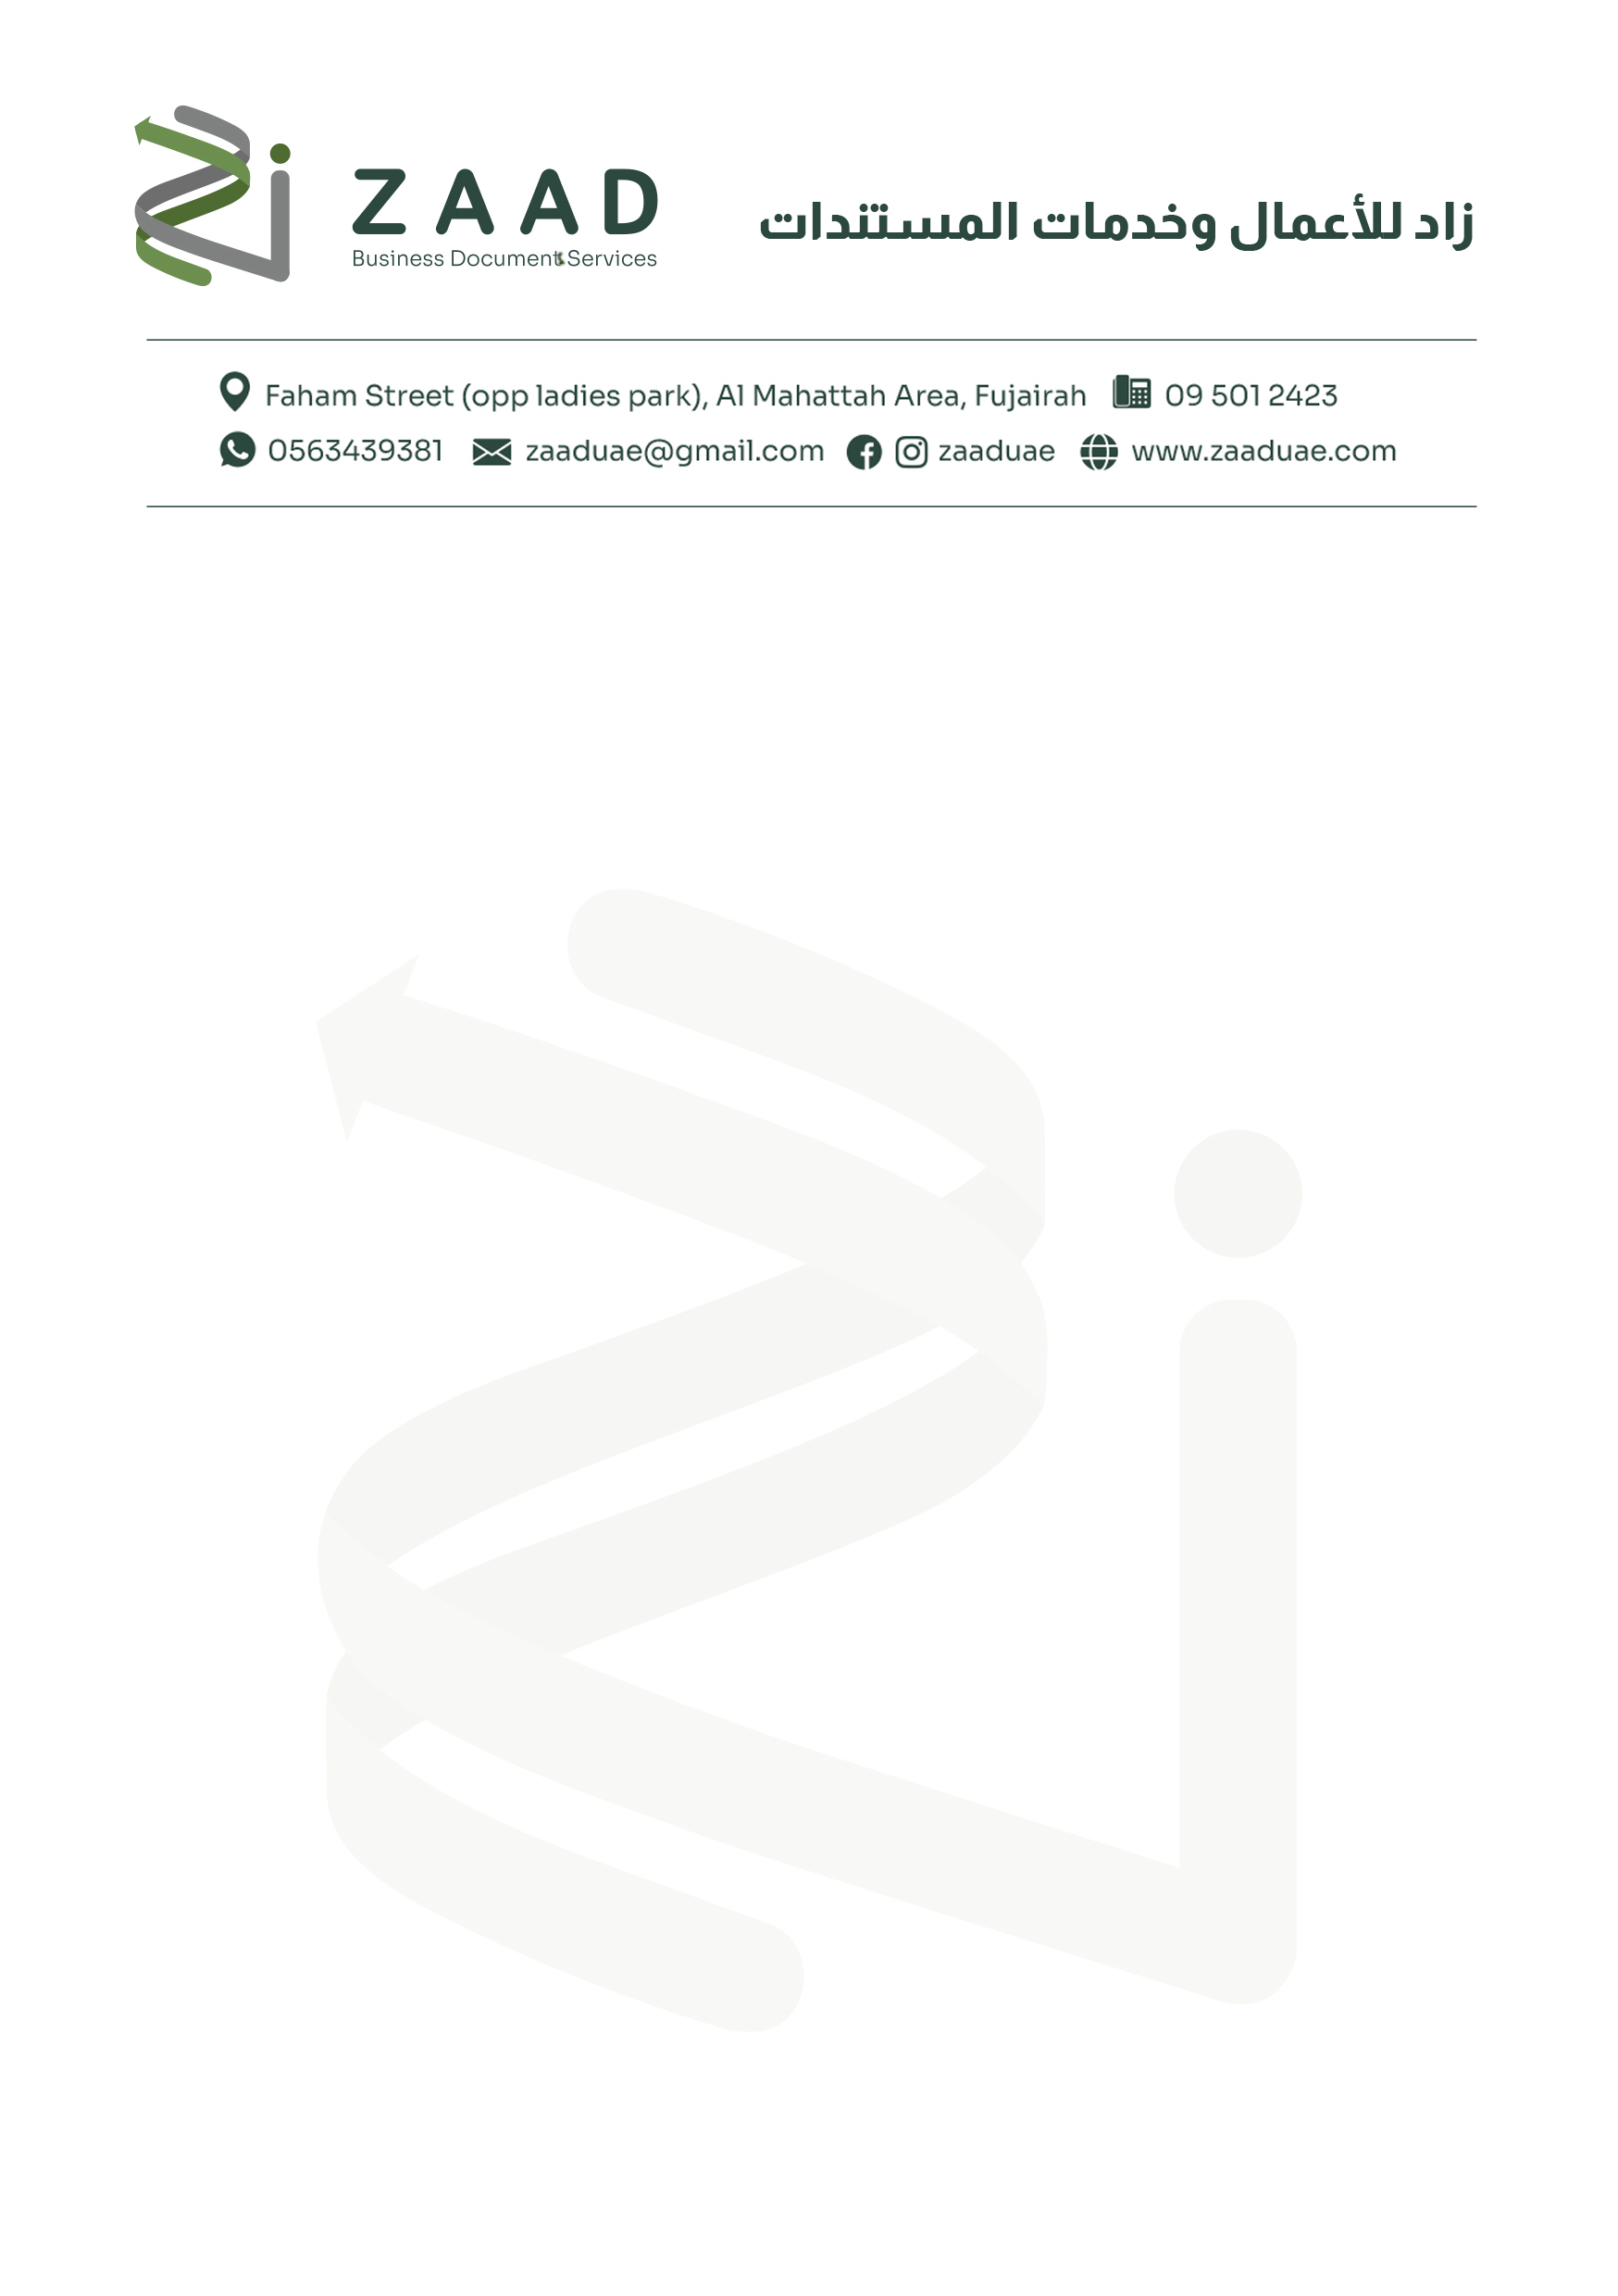 ZAAD
Business Document Services
زاد للأعمال وخدمات المستندات
Faham Street (opp ladies park), Al Mahattah Area, Fujairah 09 501 2423
0563439381 zaaduae@gmail.com zaaduae www.zaaduae.com